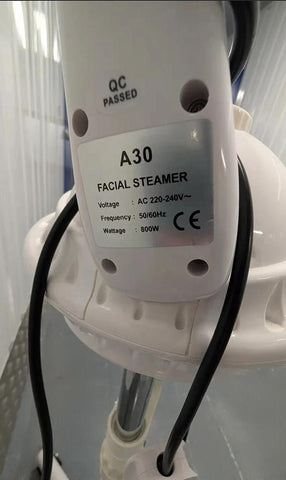 QC
PASSED
A30
FACIAL STEAMER
Voltage : AC 220-240V~
Frequency : 50/60Hz
Wattage : 800W CE